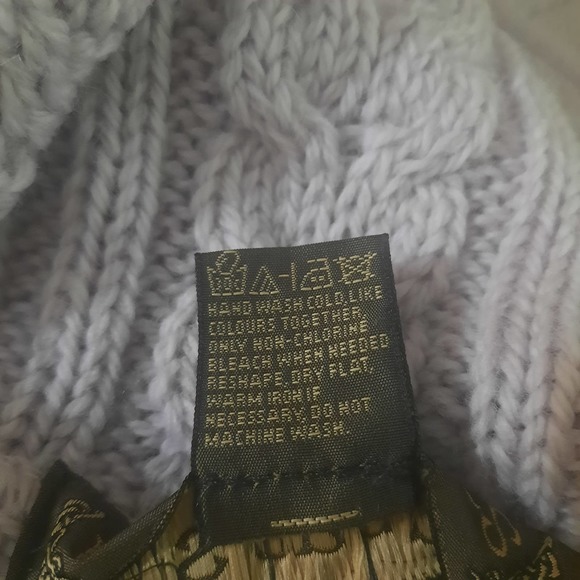 HAND WASH COLD, LIKE
COLOURS TOGETHER
ONLY NON-CHLORINE
BLEACH WHEN NEEDED
RESHAPE, DRY FLAT,
WARM IRON IF
NECESSARY. DO NOT
MACHINE WASH.